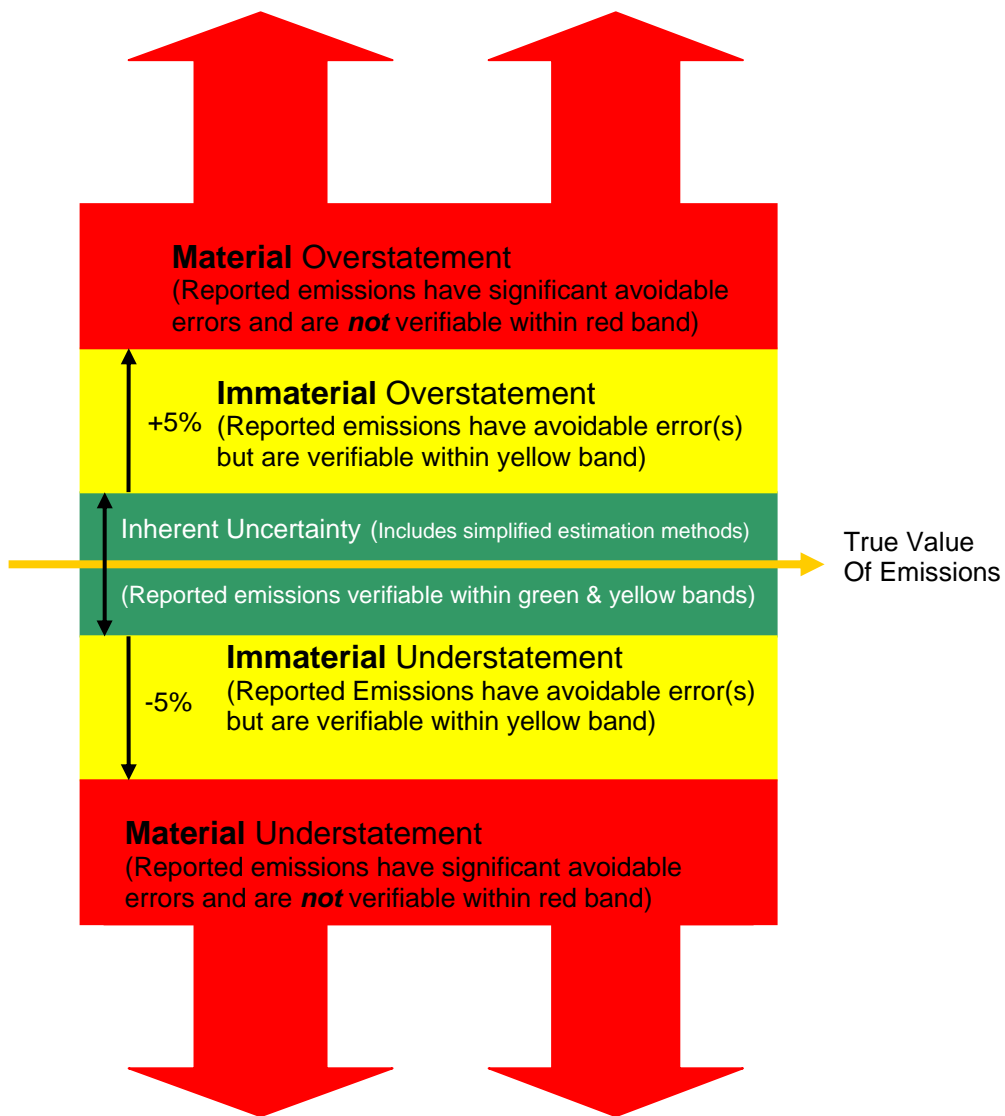 Material Overstatement
(Reported emissions have significant avoidable
errors and are not verifiable within red band)
Immaterial Overstatement
+5%
(Reported emissions have avoidable error(s)
but are verifiable within yellow band)
Inherent Uncertainty (Includes simplified estimation methods)
True Value
Of Emissions
(Reported emissions verifiable within green & yellow bands)
Immaterial Understatement
-5%
(Reported Emissions have avoidable error(s)
but are verifiable within yellow band)
Material Understatement
(Reported emissions have significant avoidable
errors and are not verifiable within red band)